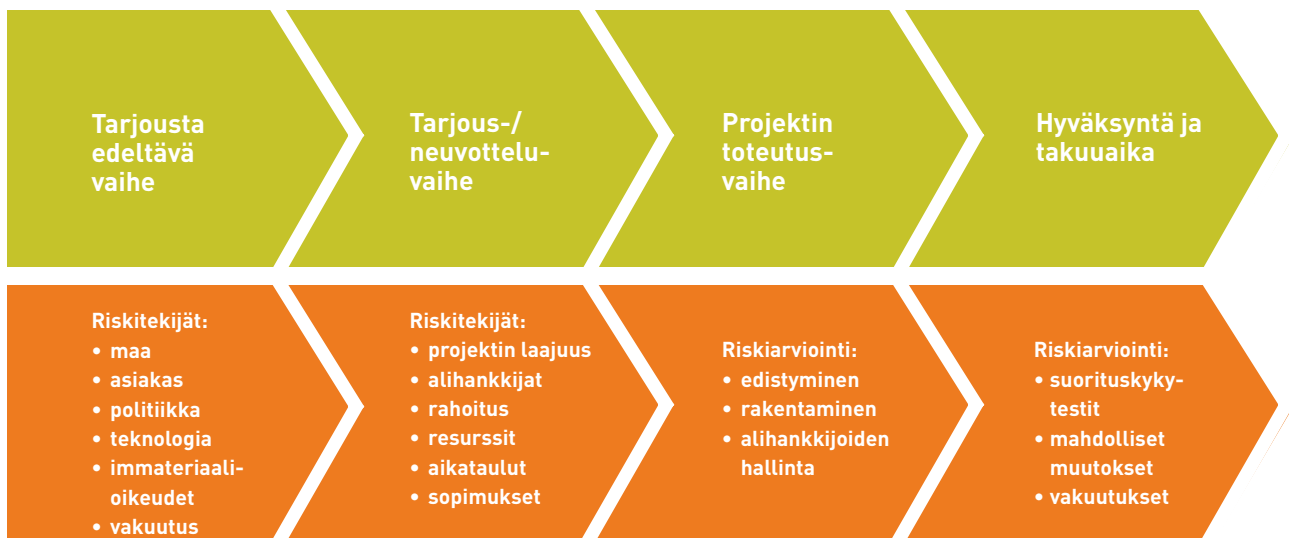 Tarjousta
edeltävä
vaihe
Tarjous-/
neuvottelu-
vaihe
Projektin
toteutus-
vaihe
Hyväksyntä ja
takuuaika
Riskitekijät:
• maa
• asiakas
• politiikka
• teknologia
• immateriaali-
oikeudet
• vakuutus
Riskitekijät:
• projektin laajuus
• alihankkijat
• rahoitus
• resurssit
• aikataulut
• sopimukset
Riskiarviointi:
• edistyminen
• rakentaminen
• alihankkijoiden
hallinta
Riskiarviointi:
• suorituskyky-
testit
• mahdolliset
muutokset
• vakuutukset